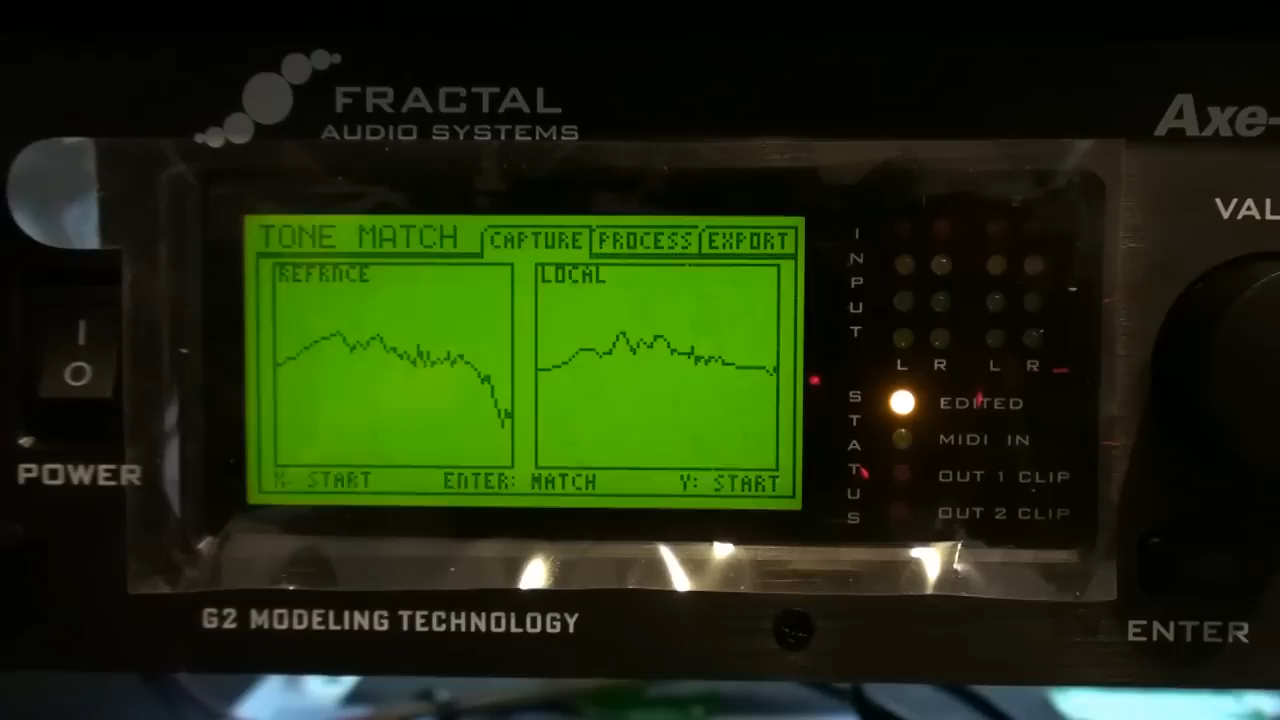 FRACTAL
AUDIO SYSTEMS
Axe-
VAL
TONE MATCH CAPTURE PROCESS EXPORT
REFRNCE LOCAL
X: START ENTER: MATCH Y: START
INPUT
L R L R
STATUS
EDITED
MIDI IN
OUT 1 CLIP
OUT 2 CLIP
I
O
POWER
G2 MODELING TECHNOLOGY
ENTER